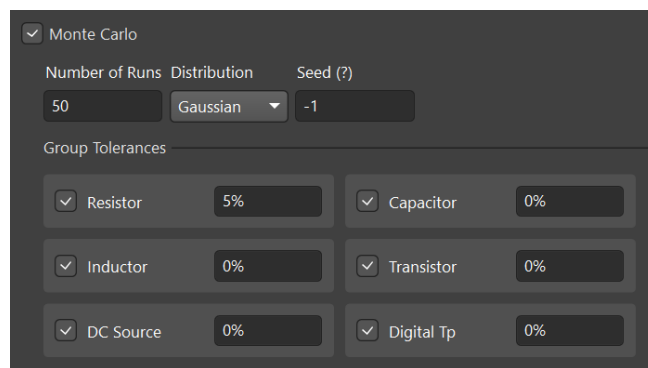 Monte Carlo
Number of Runs Distribution Seed (?)
50 Gaussian -1
Group Tolerances
Resistor 5% Capacitor 0%
Inductor 0% Transistor 0%
DC Source 0% Digital Tp 0%